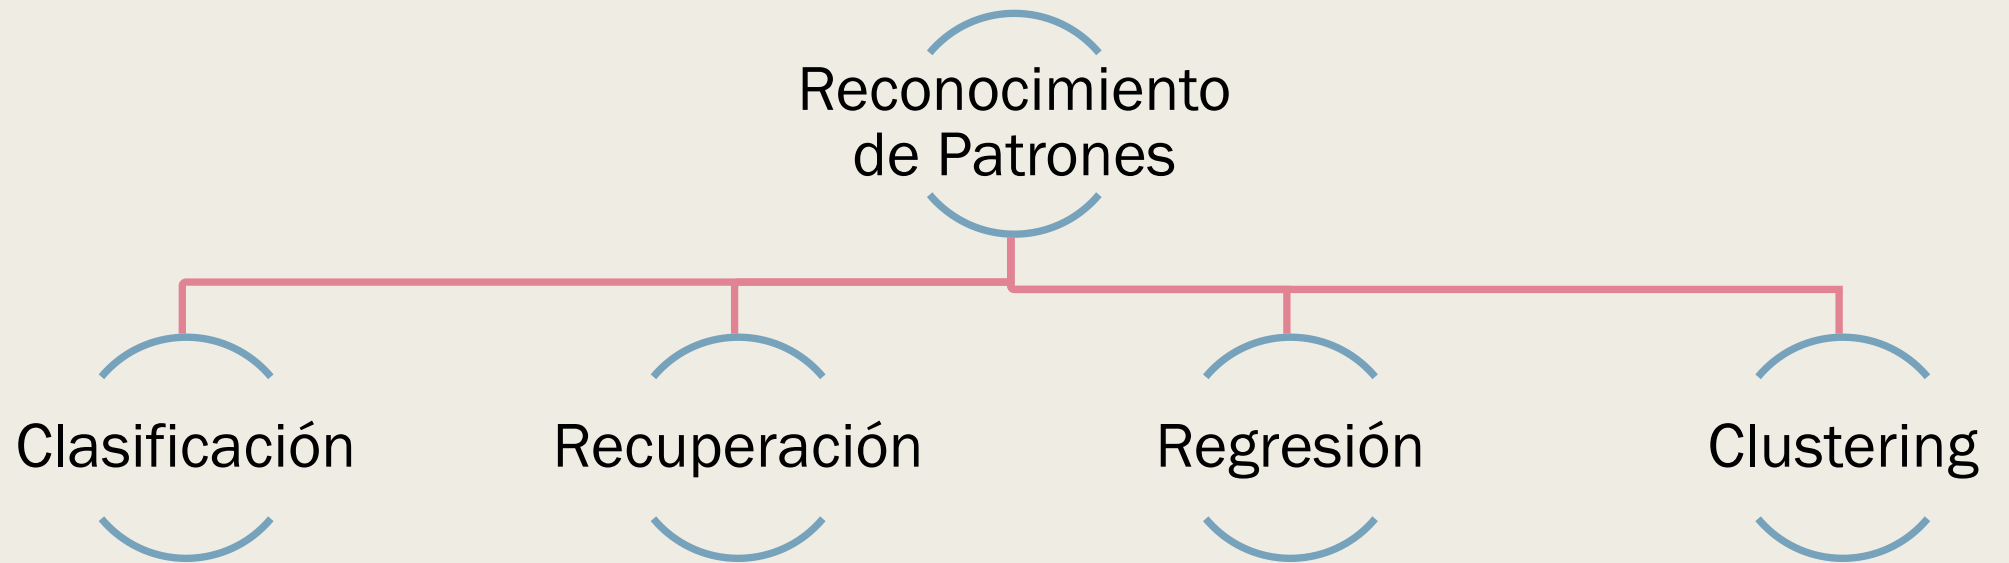 Reconocimiento
de Patrones
Clasificación
Recuperación
Regresión
Clustering